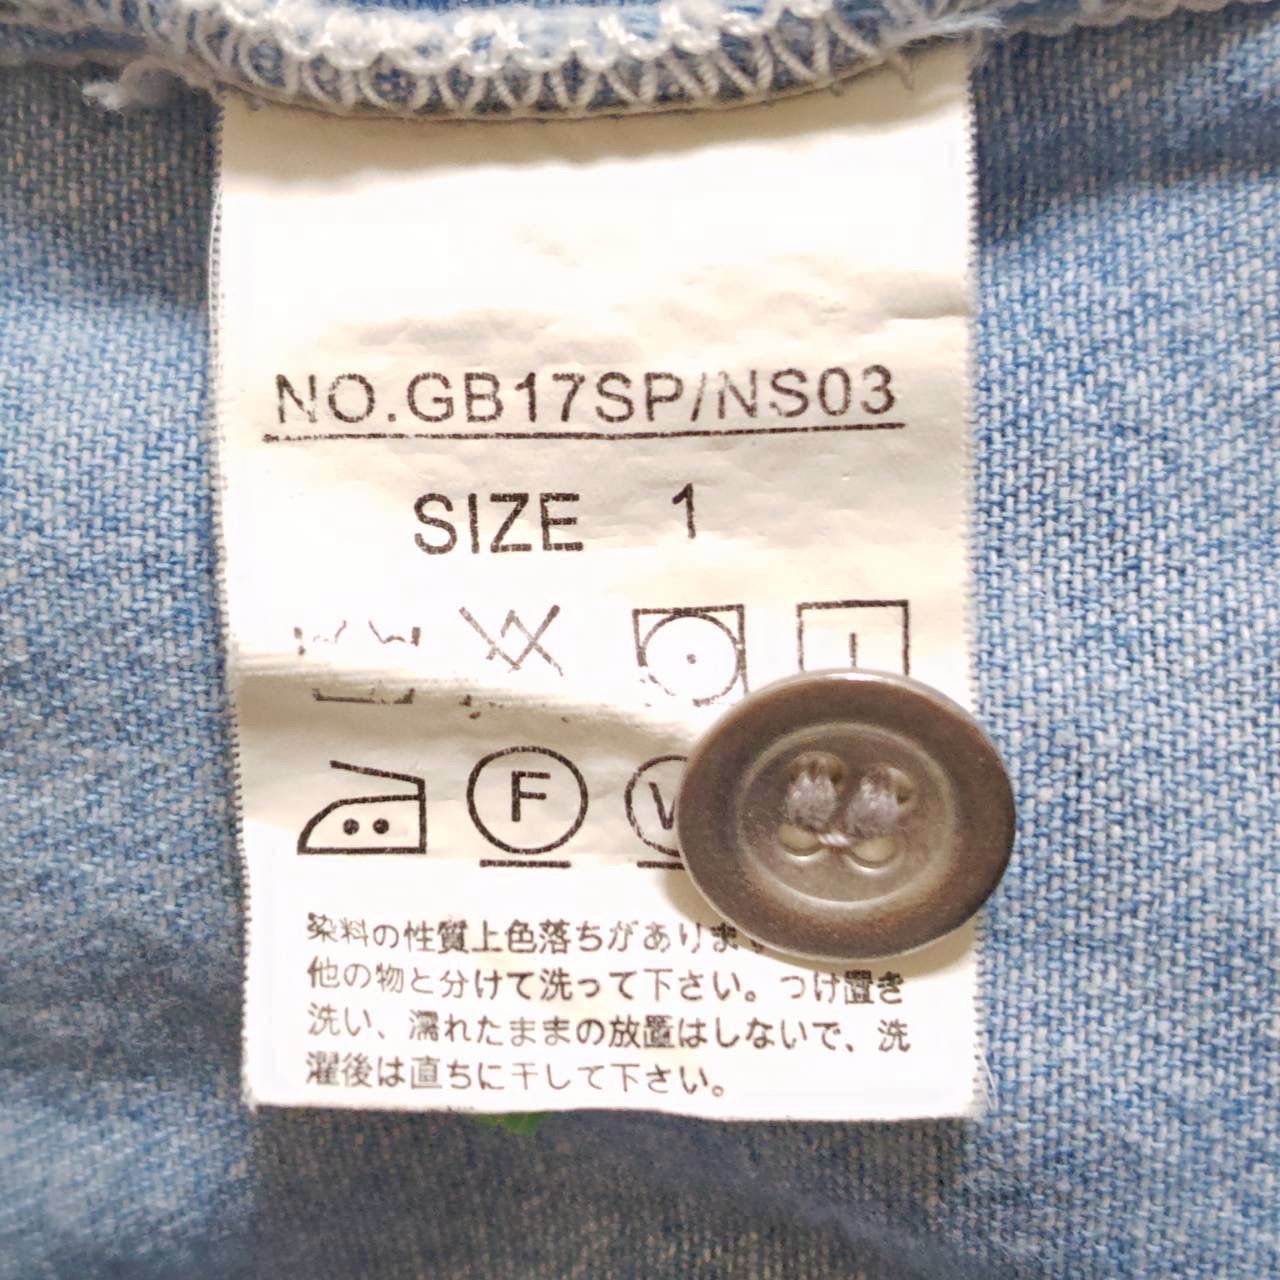 NO.GB17SP/NS03
SIZE 1
F
染料の性質上色落ちがありま
他の物と分けて洗って下さい。つけ置き
洗い、濡れたままの放置はしないで、洗
濯後は直ちに干して下さい。